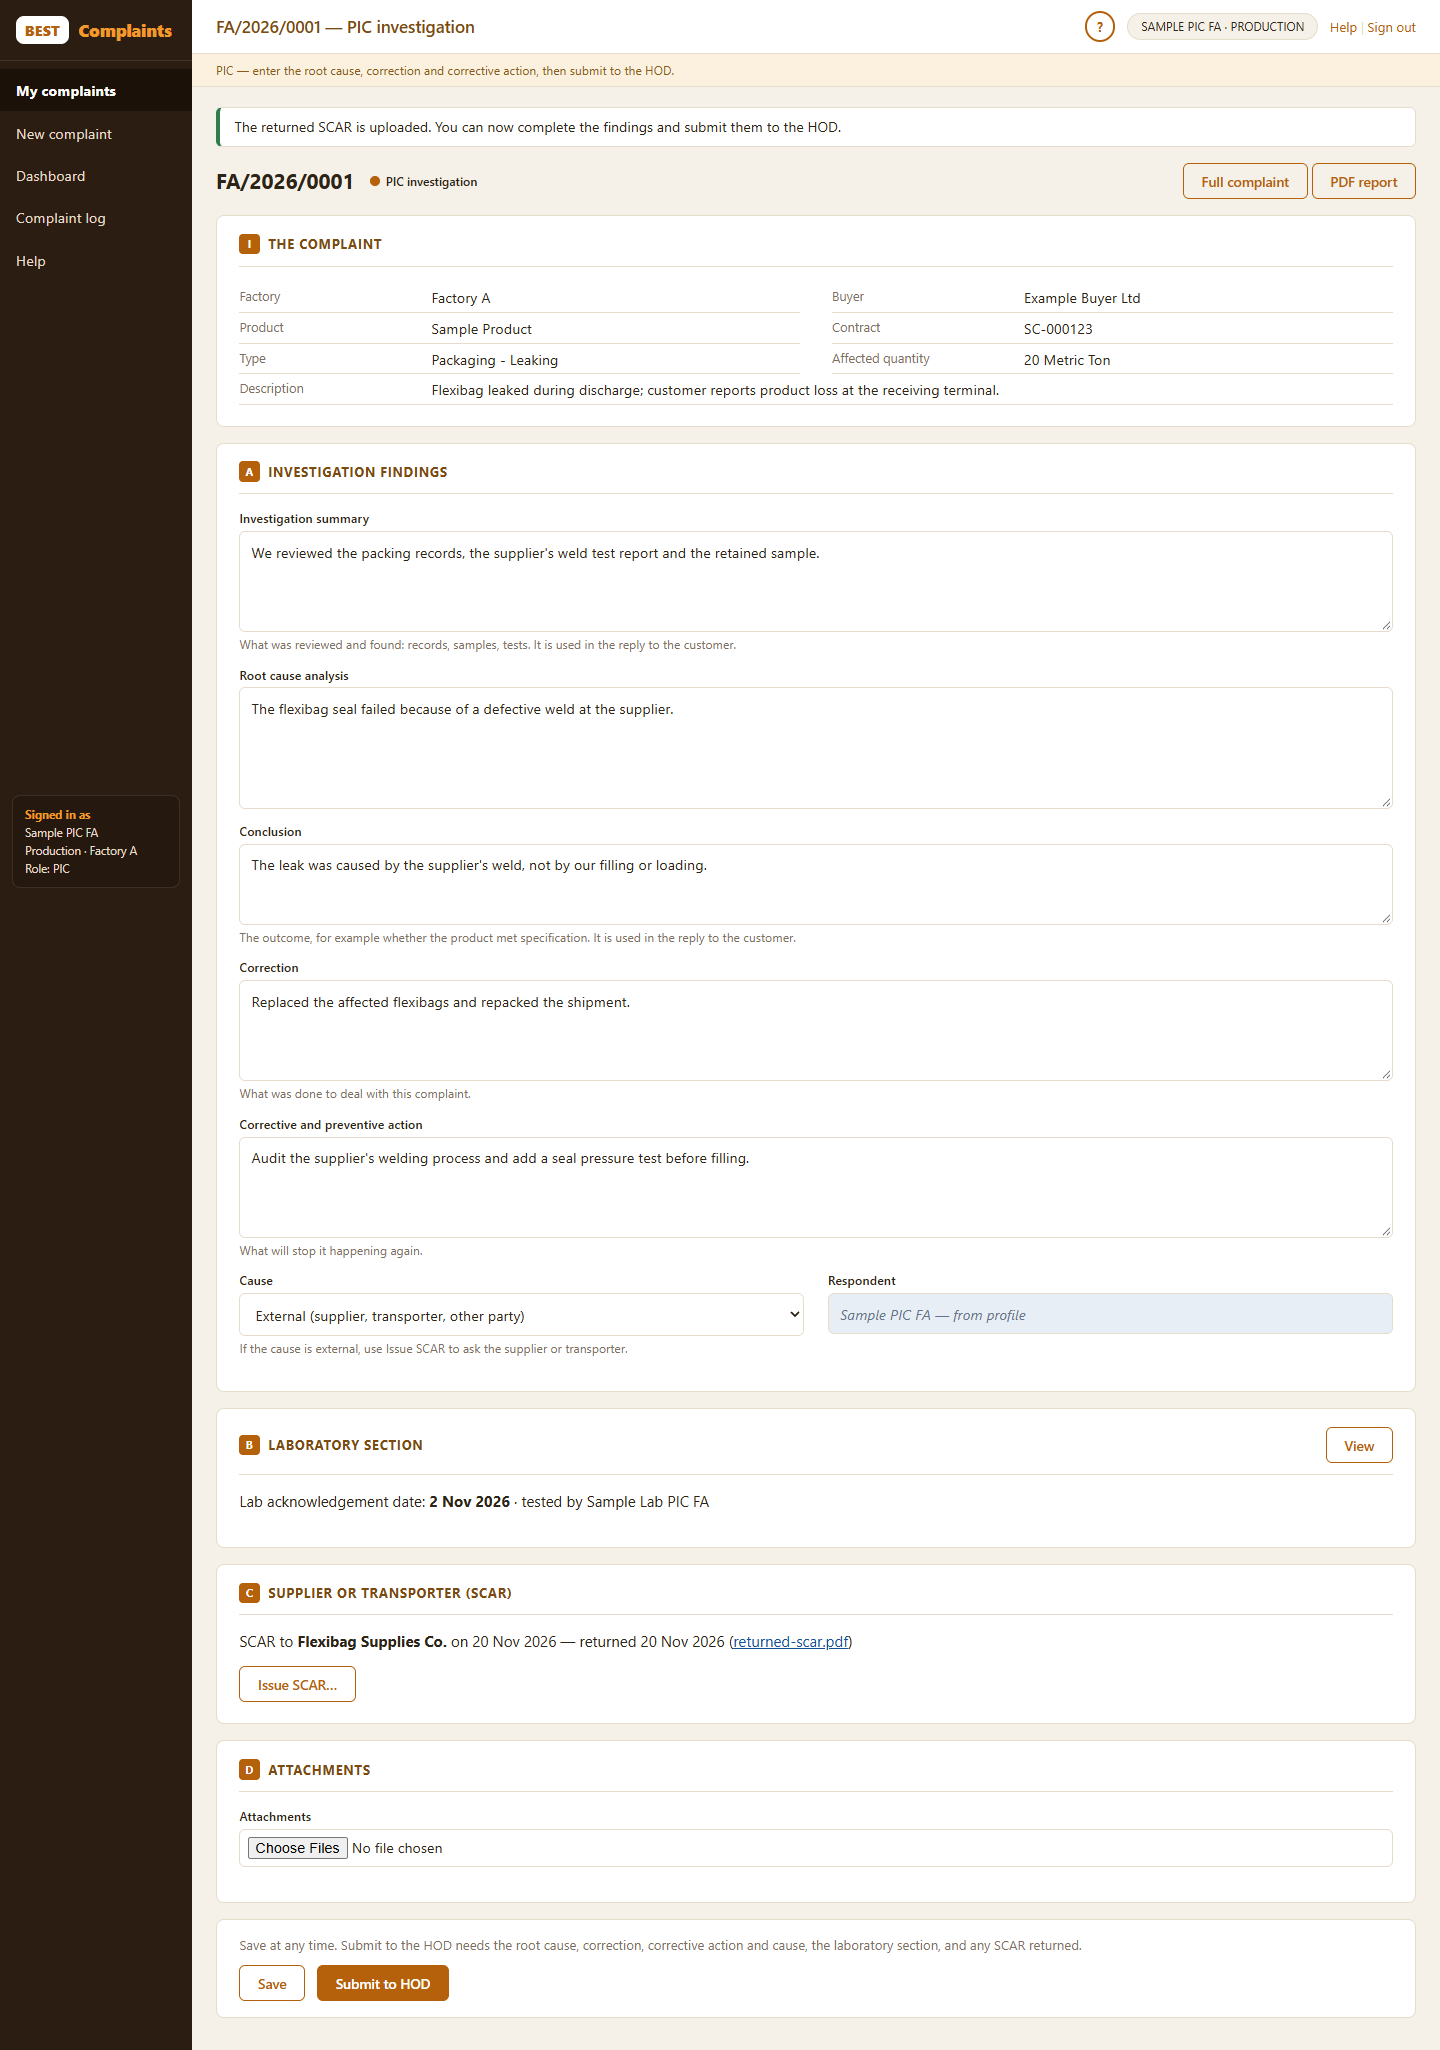 BEST Complaints
My complaints
New complaint
Dashboard
Complaint log
Help
Signed in as
Sample PIC FA
Production · Factory A
Role: PIC
FA/2026/0001 — PIC investigation
?
SAMPLE PIC FA · PRODUCTION
Help | Sign out
PIC — enter the root cause, correction and corrective action, then submit to the HOD.
The returned SCAR is uploaded. You can now complete the findings and submit them to the HOD.
FA/2026/0001
PIC investigation
Full complaint
PDF report
I THE COMPLAINT
Factory Factory A
Buyer Example Buyer Ltd
Product Sample Product
Contract SC-000123
Type Packaging - Leaking
Affected quantity 20 Metric Ton
Description Flexibag leaked during discharge; customer reports product loss at the receiving terminal.
A INVESTIGATION FINDINGS
Investigation summary
We reviewed the packing records, the supplier's weld test report and the retained sample.
What was reviewed and found: records, samples, tests. It is used in the reply to the customer.
Root cause analysis
The flexibag seal failed because of a defective weld at the supplier.
Conclusion
The leak was caused by the supplier's weld, not by our filling or loading.
The outcome, for example whether the product met specification. It is used in the reply to the customer.
Correction
Replaced the affected flexibags and repacked the shipment.
What was done to deal with this complaint.
Corrective and preventive action
Audit the supplier's welding process and add a seal pressure test before filling.
What will stop it happening again.
Cause
External (supplier, transporter, other party)
If the cause is external, use Issue SCAR to ask the supplier or transporter.
Respondent
Sample PIC FA — from profile
B LABORATORY SECTION
View
Lab acknowledgement date: 2 Nov 2026 · tested by Sample Lab PIC FA
C SUPPLIER OR TRANSPORTER (SCAR)
SCAR to Flexibag Supplies Co. on 20 Nov 2026 — returned 20 Nov 2026 (returned-scar.pdf)
Issue SCAR...
D ATTACHMENTS
Attachments
Choose Files No file chosen
Save at any time. Submit to the HOD needs the root cause, correction, corrective action and cause, the laboratory section, and any SCAR returned.
Save
Submit to HOD